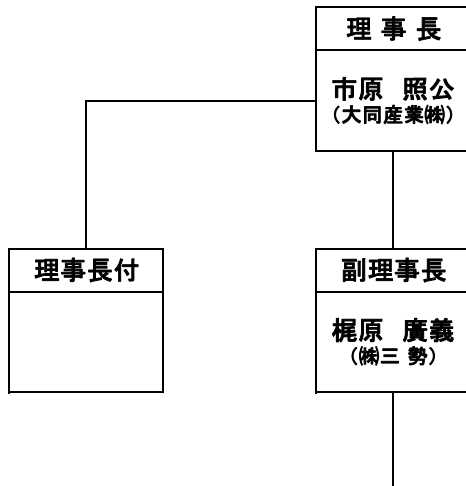 理 事 長
市原 照公
(大同産業㈱)
理事長付
副理事長
梶原 廣義
(㈱三 勢)